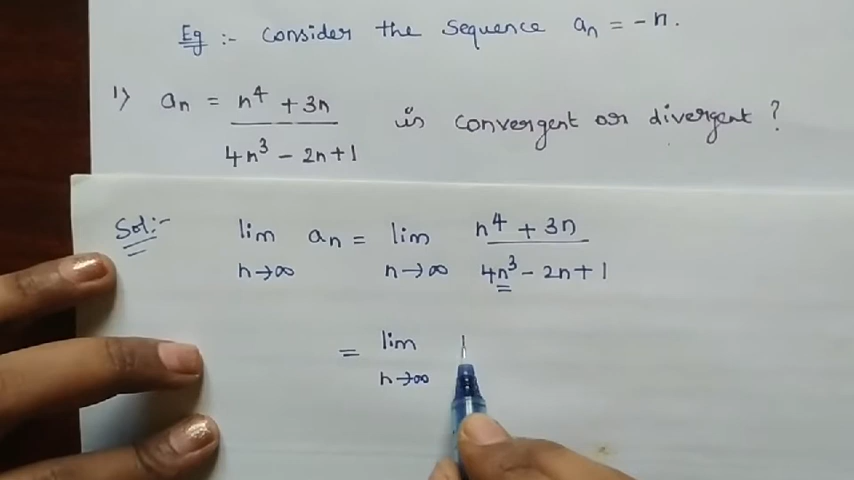 Eg :- Consider the sequence aₙ = -n.
1) aₙ = n⁴ + 3n / 4n³ - 2n + 1 is convergent or divergent ?
Sol:- lim n→∞ aₙ = lim n→∞ n⁴ + 3n / 4n³ - 2n + 1
= lim n→∞